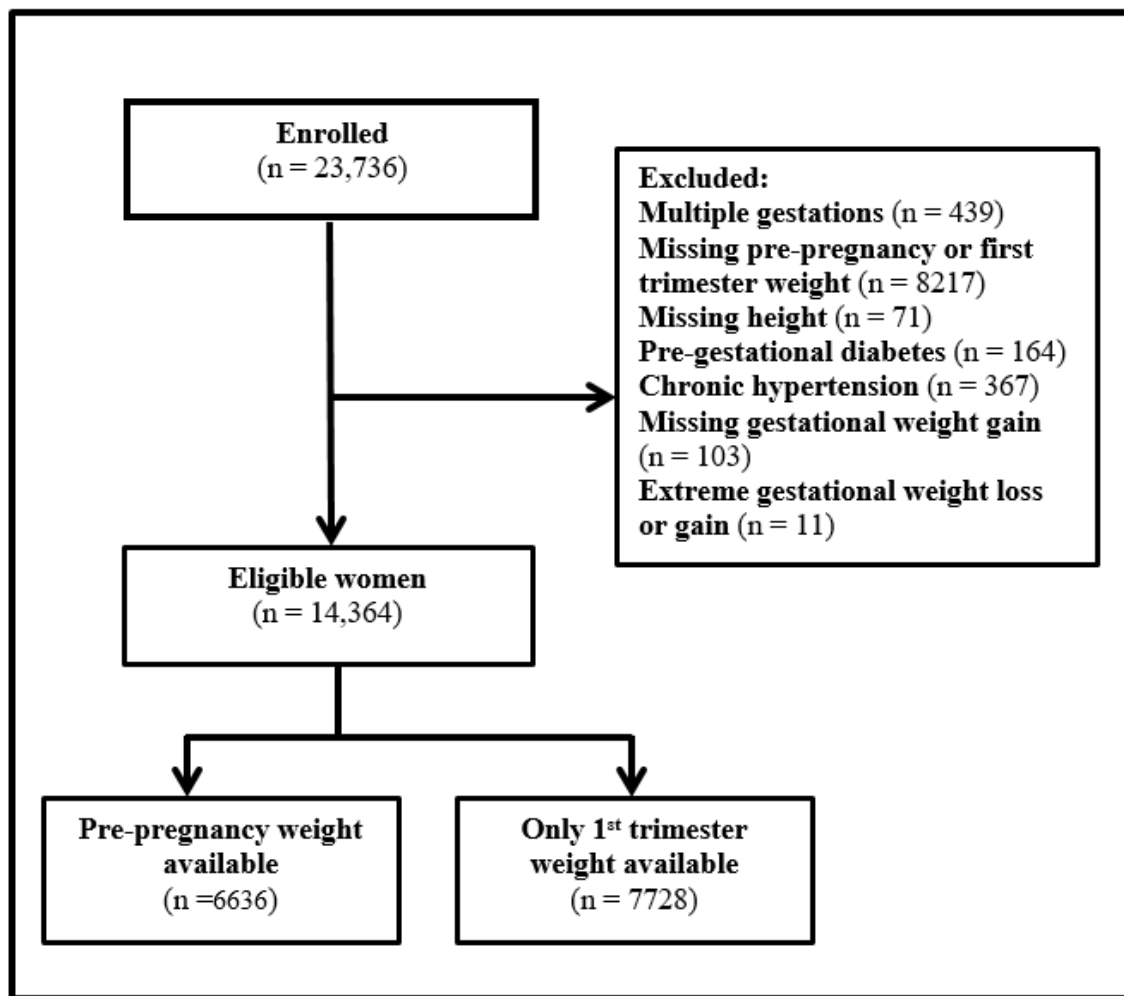 Enrolled
(n = 23,736)
Excluded:
Multiple gestations (n = 439)
Missing pre-pregnancy or first
trimester weight (n = 8217)
Missing height (n = 71)
Pre-gestational diabetes (n = 164)
Chronic hypertension (n = 367)
Missing gestational weight gain
(n = 103)
Extreme gestational weight loss
or gain (n = 11)
Eligible women
(n = 14,364)
Pre-pregnancy weight
available
(n =6636)
Only 1st trimester
weight available
(n = 7728)